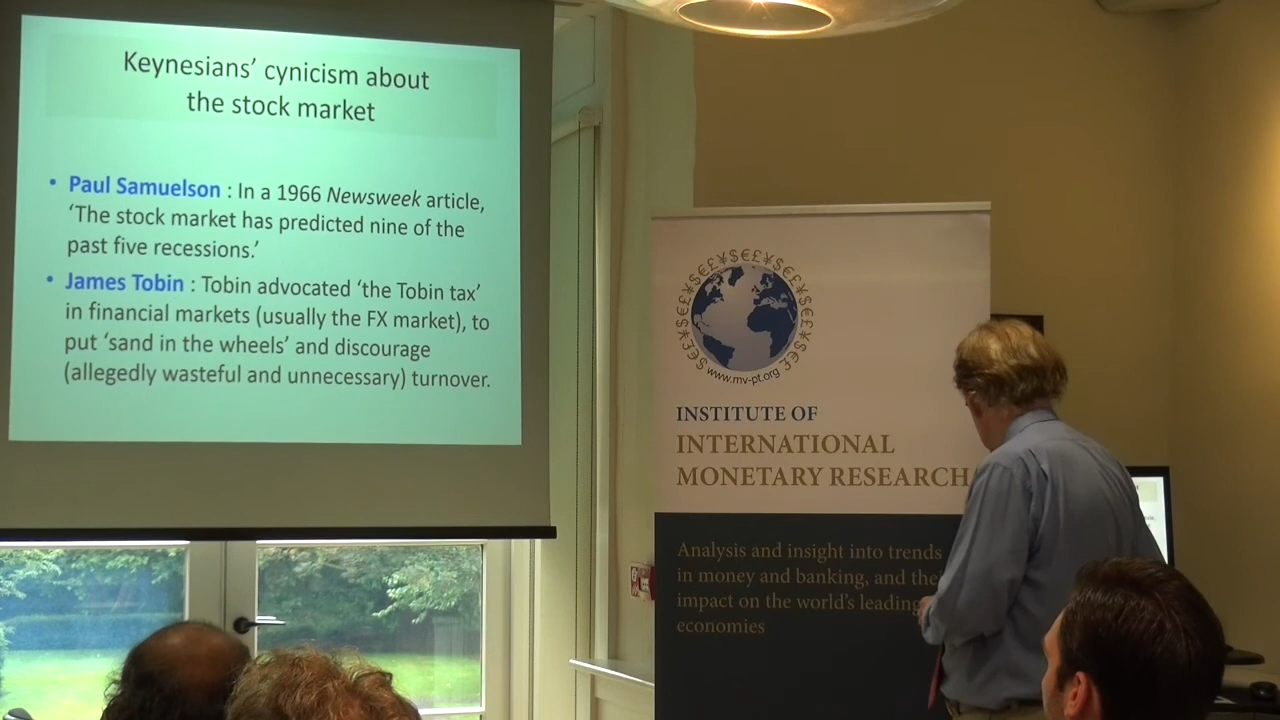 Keynesians’ cynicism about
the stock market
• Paul Samuelson : In a 1966 Newsweek article,
‘The stock market has predicted nine of the
past five recessions.’
• James Tobin : Tobin advocated ‘the Tobin tax’
in financial markets (usually the FX market), to
put ‘sand in the wheels’ and discourage
(allegedly wasteful and unnecessary) turnover.
www.mv-pt.org
INSTITUTE OF
INTERNATIONAL
MONETARY RESEARCH
Analysis and insight into trends
in money and banking, and thei
impact on the world’s leading
economies